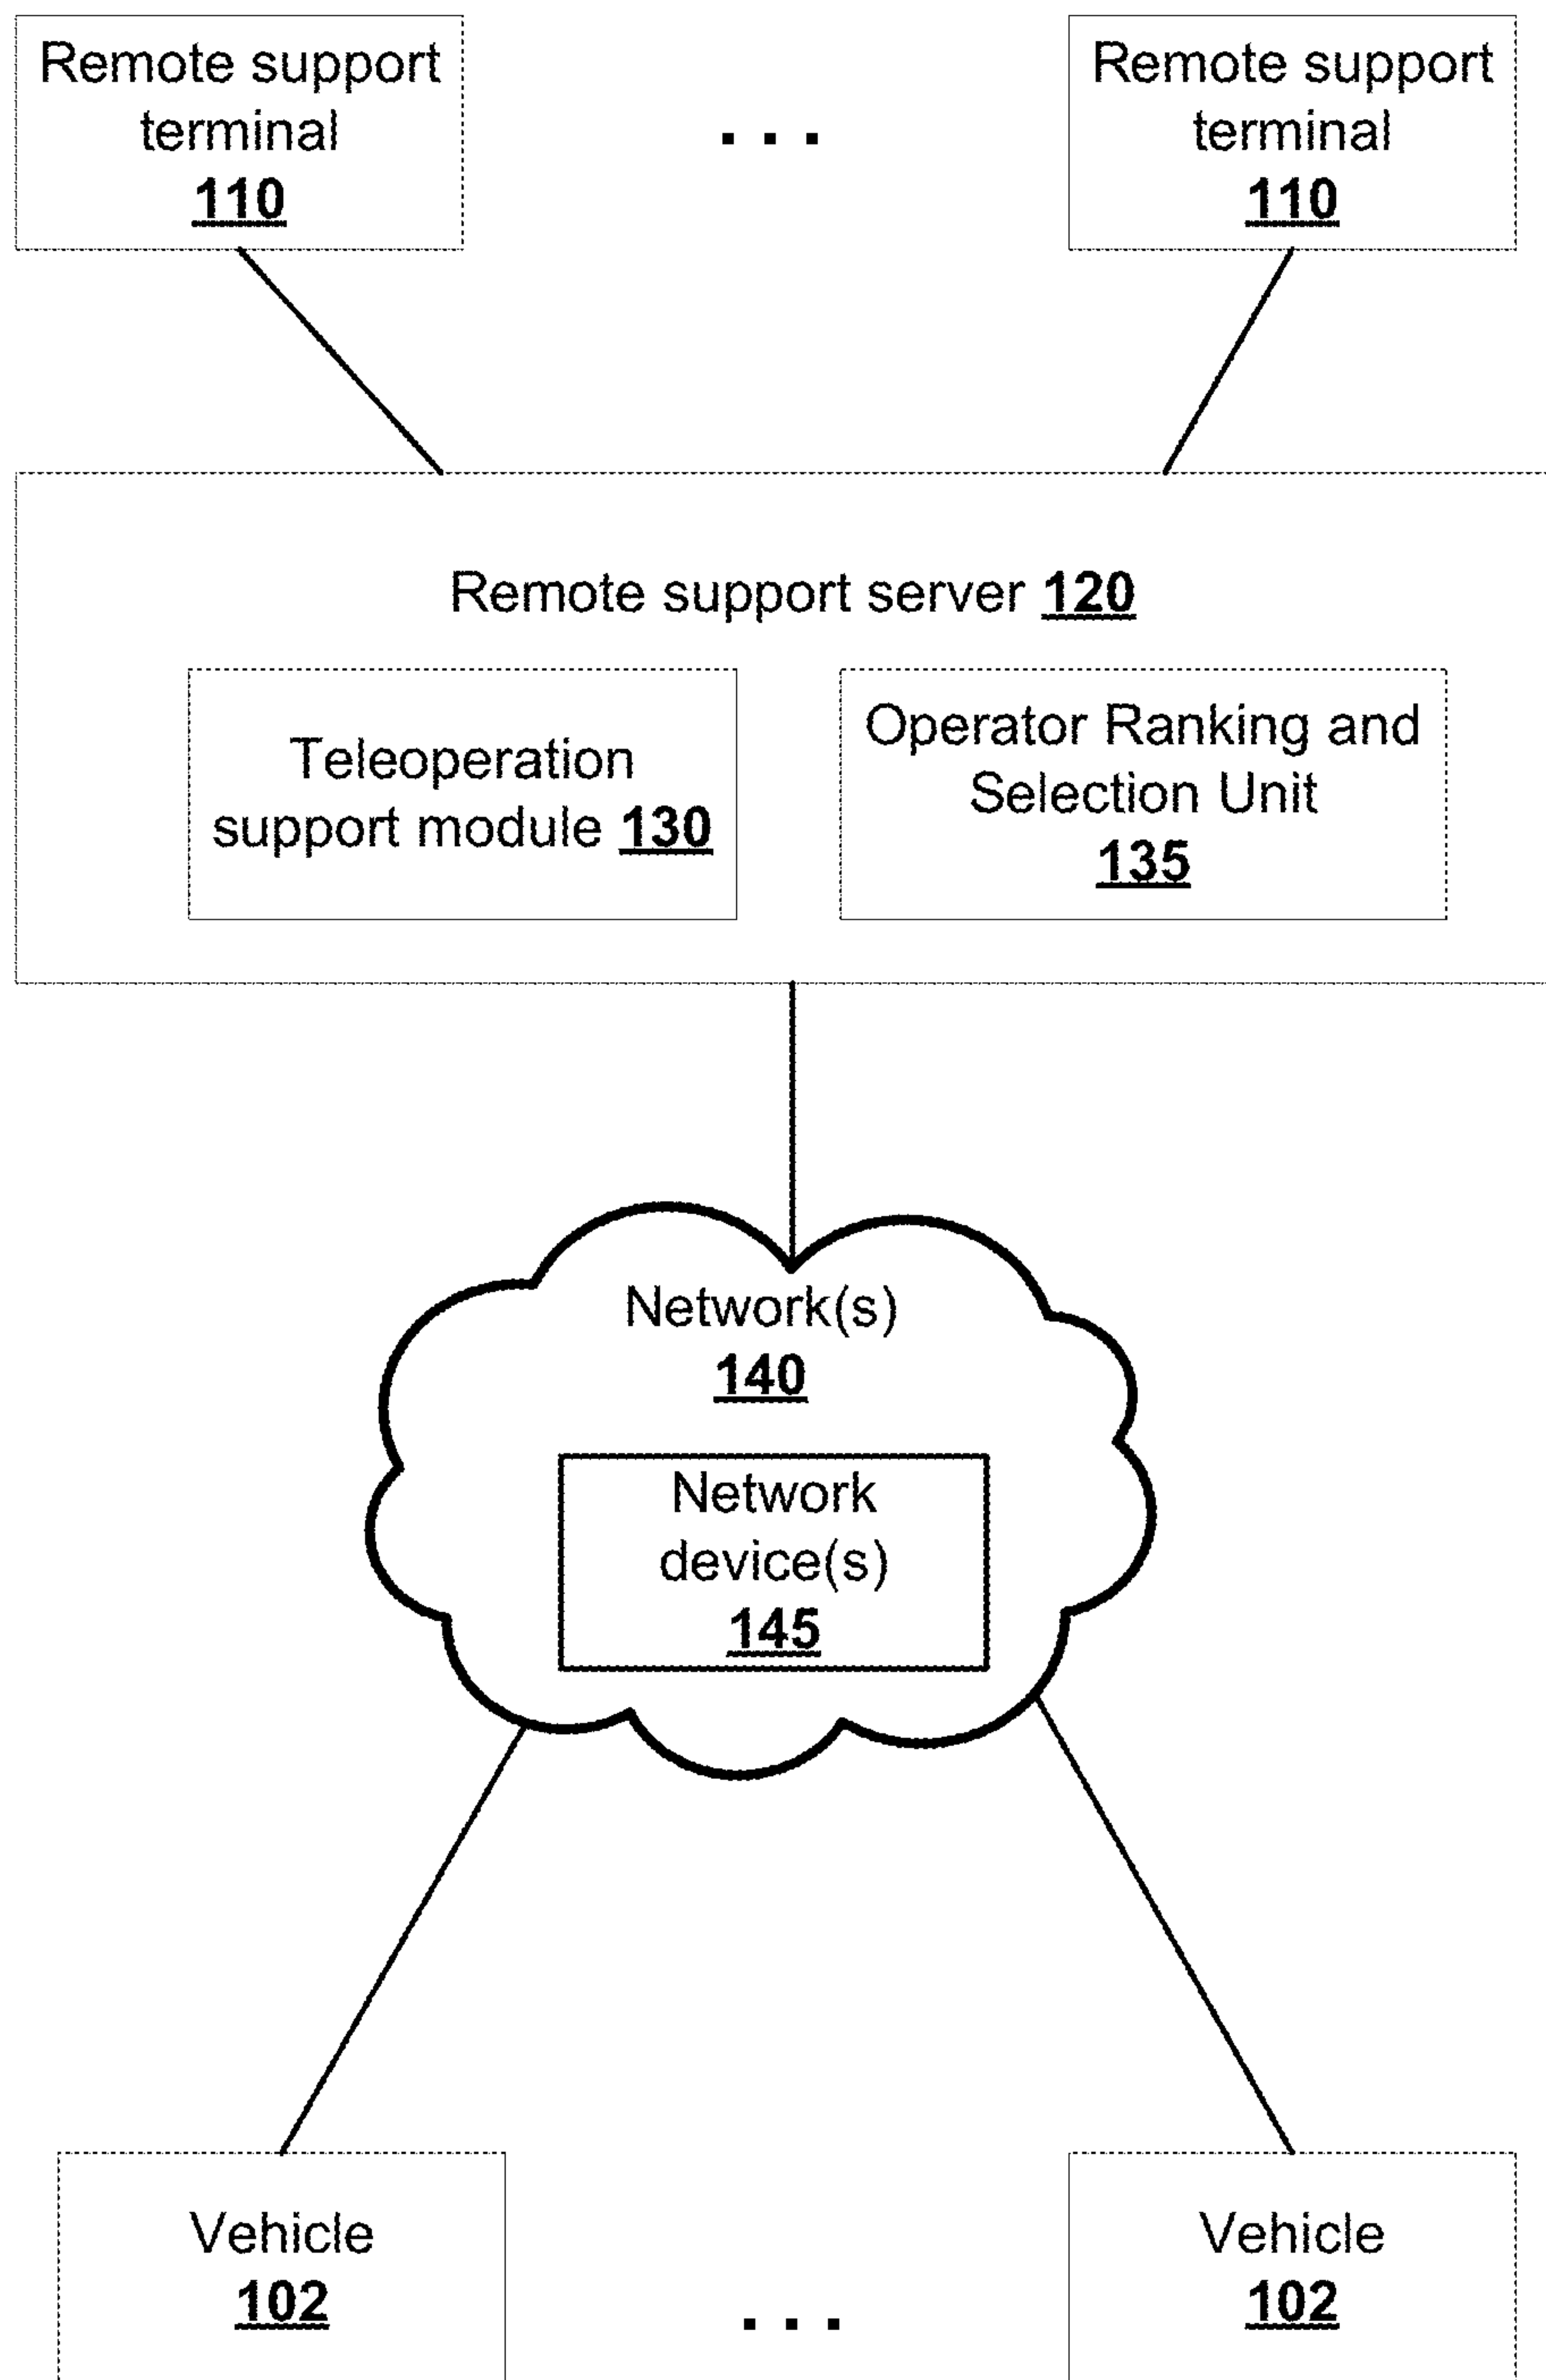 Remote support
terminal
110
. . .
Remote support
terminal
110
Remote support server 120
Teleoperation
support module 130
Operator Ranking and
Selection Unit
135
Network(s)
140
Network
device(s)
145
Vehicle
102
. . .
Vehicle
102